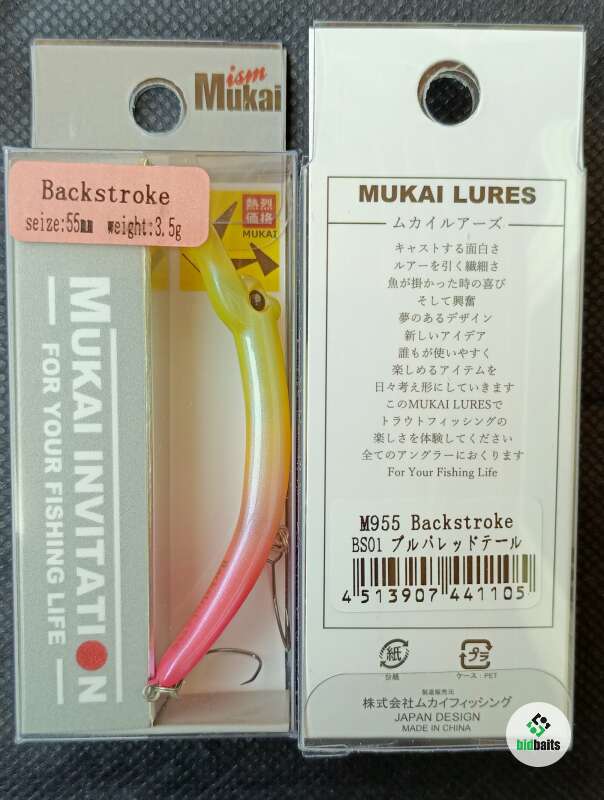 ism
Mukai
Backstroke
seize:55mm weight:3.5g
熱烈
価格
MUKAI
MUKAI INVITATION
FOR YOUR FISHING LIFE
MUKAI LURES
ムカイルアーズ
キャストする面白さ
ルアーを引く繊細さ
魚が掛かった時の喜び
そして興奮
夢のあるデザイン
新しいアイデア
誰もが使いやすく
楽しめるアイテムを
日々考え形にしていきます
このMUKAI LURESで
トラウトフィッシングの
楽しさを体験してください
全てのアングラーにおくります
For Your Fishing Life
M955 Backstroke
BS01 ブルパレッドテール
4 513907 441105
紙
台紙
プラ
ケース：PET
製造販売元
株式会社ムカイフィッシング
JAPAN DESIGN
MADE IN CHINA
bidbaits